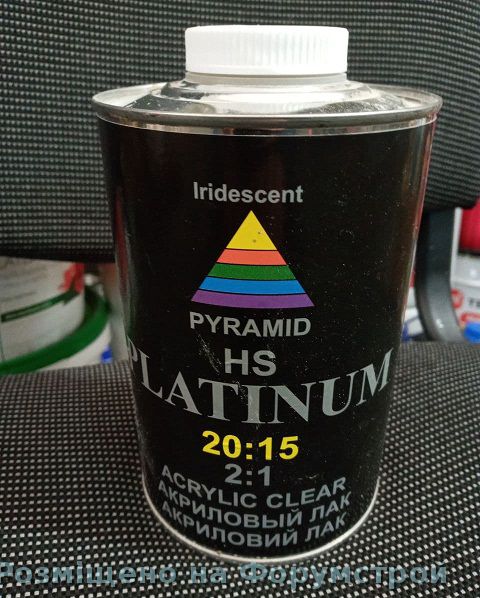 Iridescent
PYRAMID
HS
PLATINUM
20:15
2:1
ACRYLIC CLEAR
АКРИЛОВЫЙ ЛАК
АКРИЛОВИЙ ЛАК
Розміщено на Форумстрой